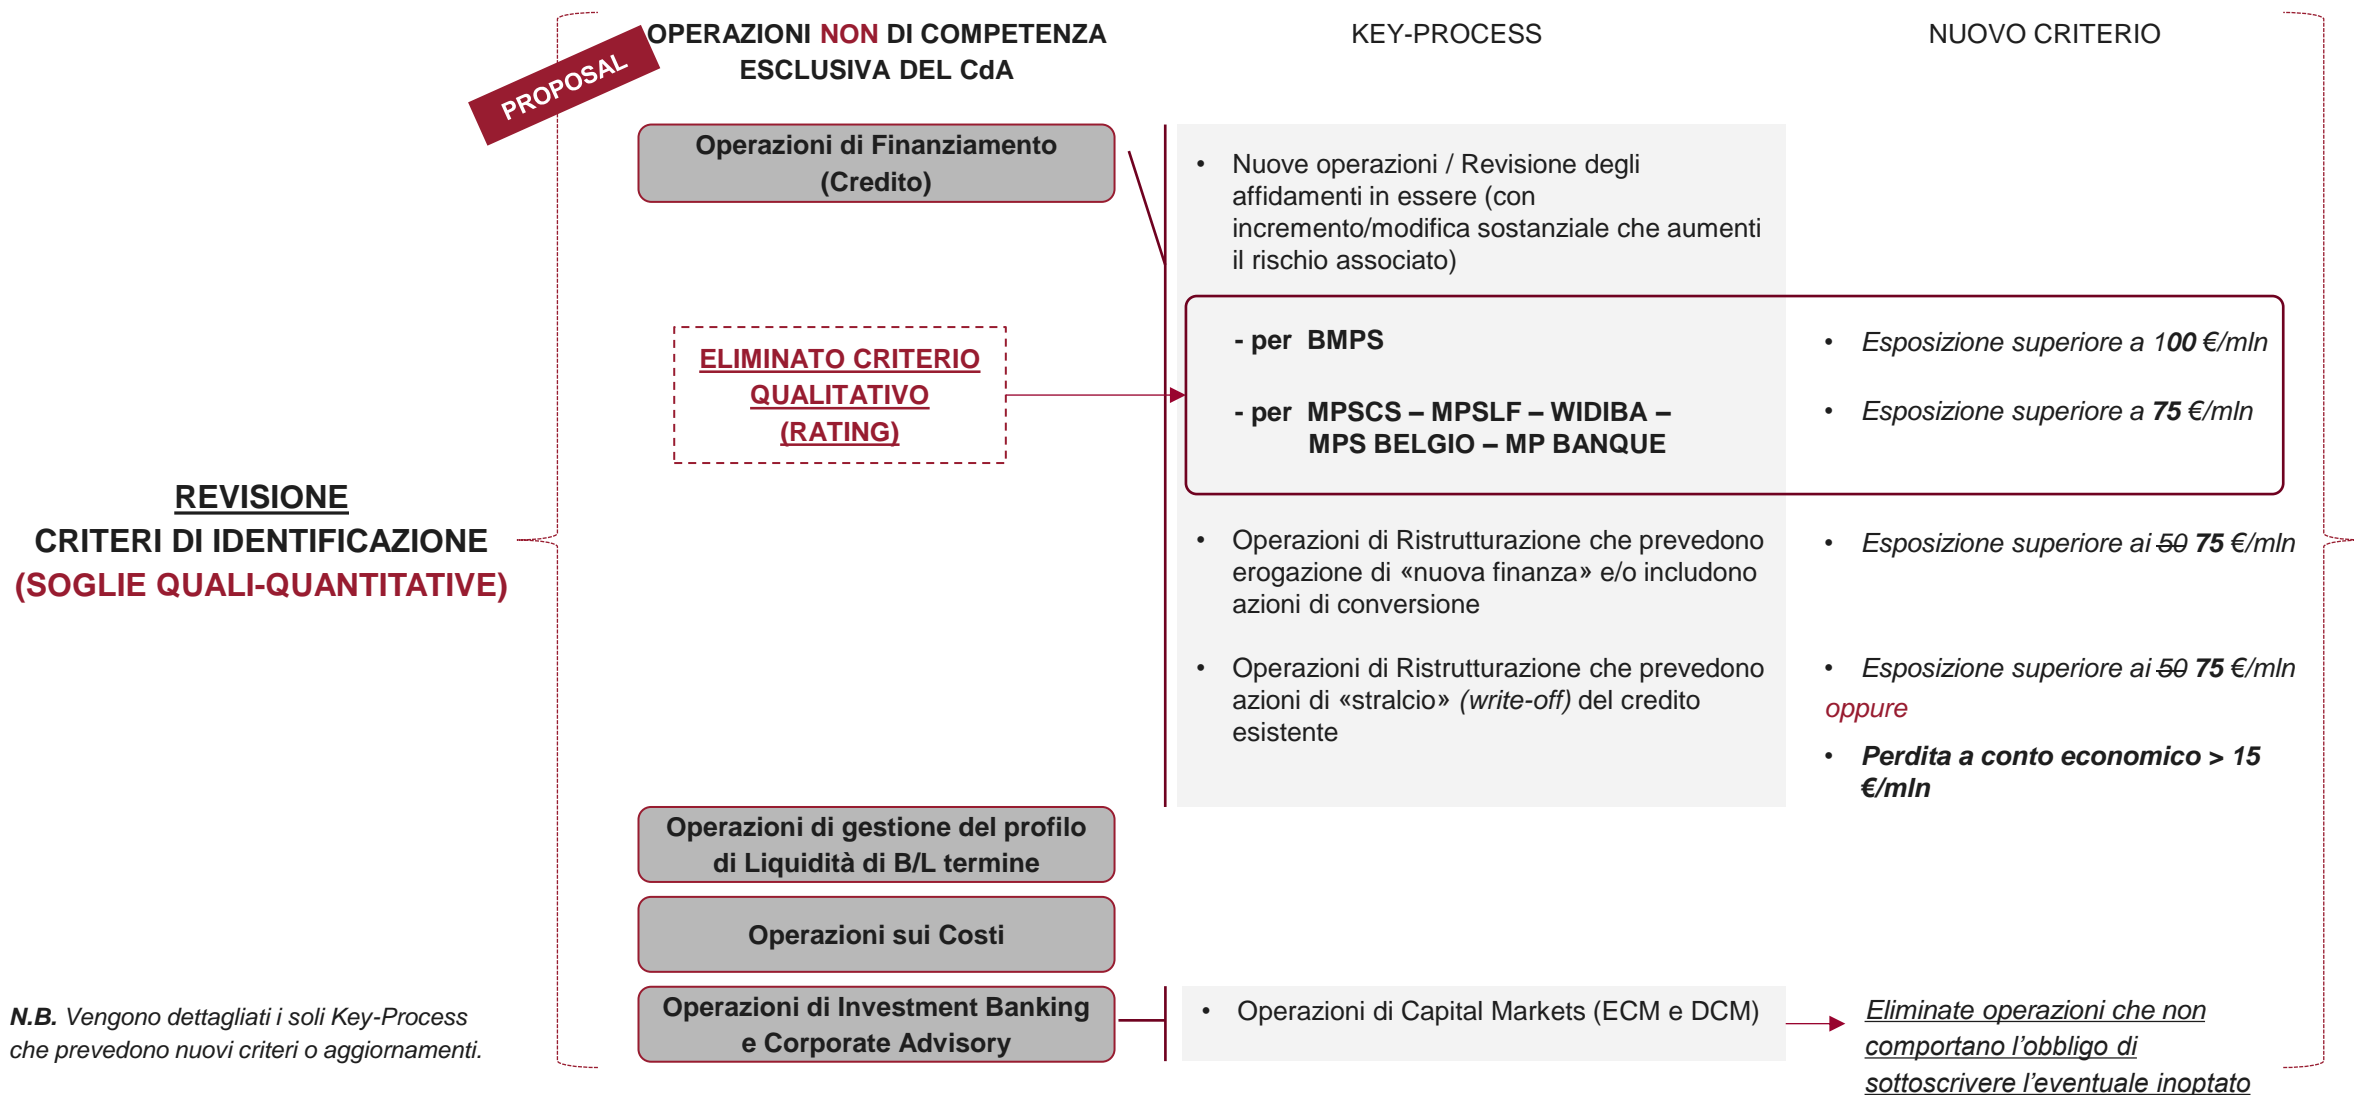 PROPOSAL
OPERAZIONI NON DI COMPETENZA
ESCLUSIVA DEL CdA
KEY-PROCESS
NUOVO CRITERIO
Operazioni di Finanziamento
(Credito)
• Nuove operazioni / Revisione degli
affidamenti in essere (con
incremento/modifica sostanziale che aumenti
il rischio associato)
ELIMINATO CRITERIO
QUALITATIVO
(RATING)
- per BMPS
• Esposizione superiore a 100 €/mln
- per MPSCS – MPSLF – WIDIBA –
MPS BELGIO – MP BANQUE
• Esposizione superiore a 75 €/mln
REVISIONE
CRITERI DI IDENTIFICAZIONE
(SOGLIE QUALI-QUANTITATIVE)
• Operazioni di Ristrutturazione che prevedono
erogazione di «nuova finanza» e/o includono
azioni di conversione
• Esposizione superiore ai 50 75 €/mln
• Operazioni di Ristrutturazione che prevedono
azioni di «stralcio» (write-off) del credito
esistente
• Esposizione superiore ai 50 75 €/mln
oppure
• Perdita a conto economico > 15
€/mln
Operazioni di gestione del profilo
di Liquidità di B/L termine
Operazioni sui Costi
Operazioni di Investment Banking
e Corporate Advisory
• Operazioni di Capital Markets (ECM e DCM)
Eliminate operazioni che non
comportano l'obbligo di
sottoscrivere l'eventuale inoptato
N.B. Vengono dettagliati i soli Key-Process
che prevedono nuovi criteri o aggiornamenti.